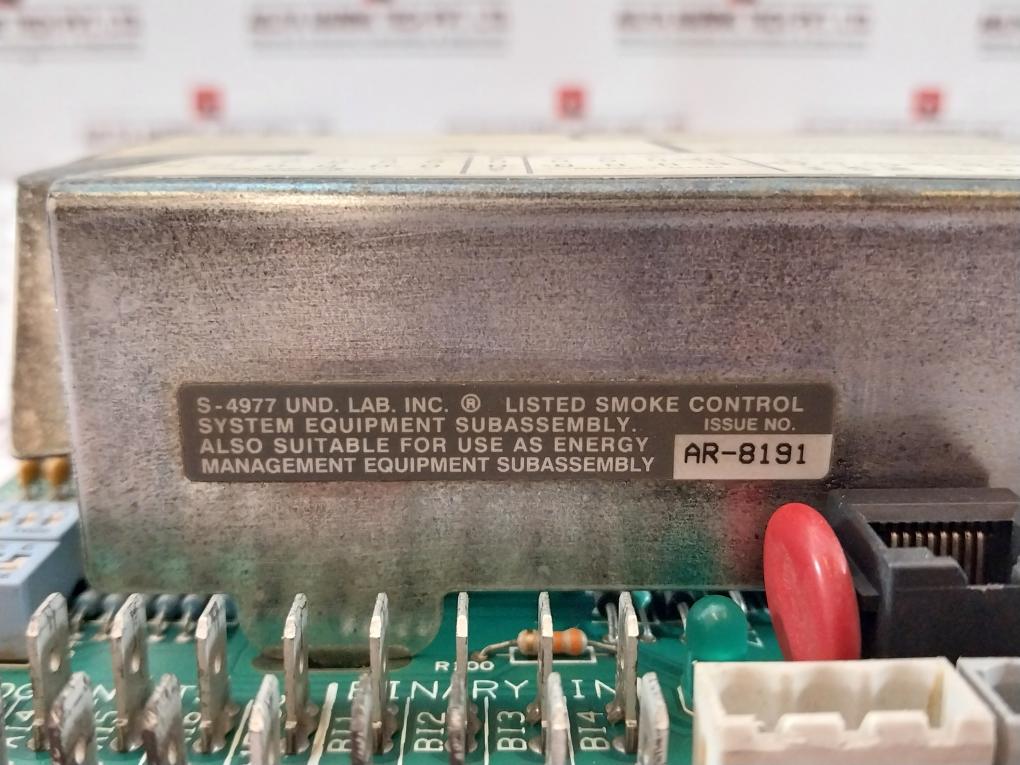 S-4977 UND. LAB. INC. ® LISTED SMOKE CONTROL
SYSTEM EQUIPMENT SUBASSEMBLY. ISSUE NO.
ALSO SUITABLE FOR USE AS ENERGY
MANAGEMENT EQUIPMENT SUBASSEMBLY AR-8191
R100
BINARY IN
BI1 BI2 BI3 BI4